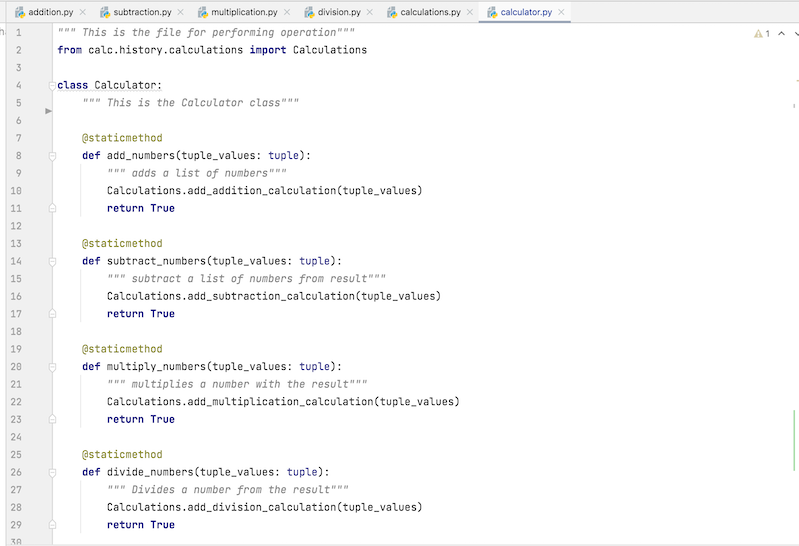 addition.py subtraction.py multiplication.py division.py calculations.py calculator.py
1 """ This is the file for performing operation""" 1
2 from calc.history.calculations import Calculations
3
4 class Calculator:
5 """ This is the Calculator class"""
6
7 @staticmethod
8 def add_numbers(tuple_values: tuple):
9 """ adds a list of numbers"""
10 Calculations.add_addition_calculation(tuple_values)
11 return True
12
13 @staticmethod
14 def subtract_numbers(tuple_values: tuple):
15 """ subtract a list of numbers from result"""
16 Calculations.add_subtraction_calculation(tuple_values)
17 return True
18
19 @staticmethod
20 def multiply_numbers(tuple_values: tuple):
21 """ multiplies a number with the result"""
22 Calculations.add_multiplication_calculation(tuple_values)
23 return True
24
25 @staticmethod
26 def divide_numbers(tuple_values: tuple):
27 """ Divides a number from the result"""
28 Calculations.add_division_calculation(tuple_values)
29 return True
30